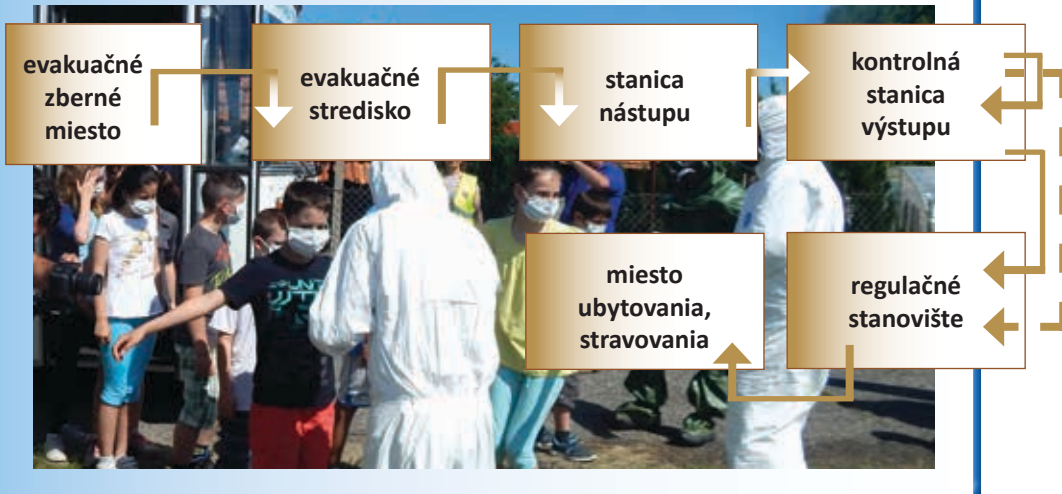 evakuačné
zberné
miesto
evakuačné
stredisko
stanica
nástupu
kontrolná
stanica
výstupu
miesto
ubytovania,
stravovania
regulačné
stanovište